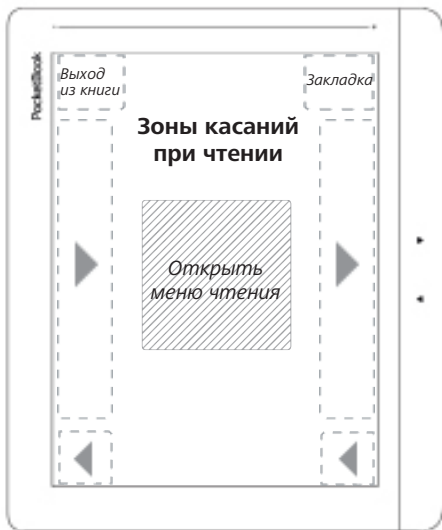 PocketBook
Выход
из книги
Закладка
Зоны касаний
при чтении
Открыть
меню чтения